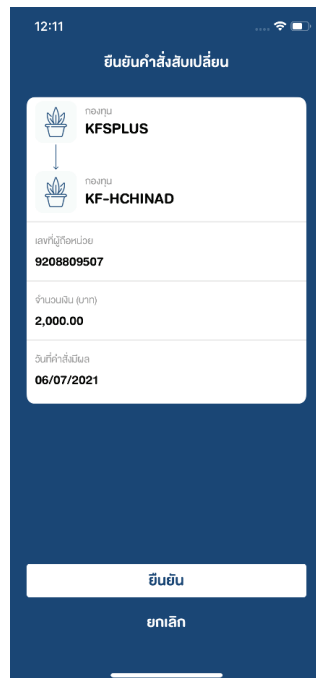 12:11
ยืนยันคำสั่งสับเปลี่ยน
กองทุน
KFSPLUS
กองทุน
KF-HCHINAD
เลขที่ผู้ถือหน่วย
9208809507
จำนวนเงิน (บาท)
2,000.00
วันที่คำสั่งมีผล
06/07/2021
ยืนยัน
ยกเลิก